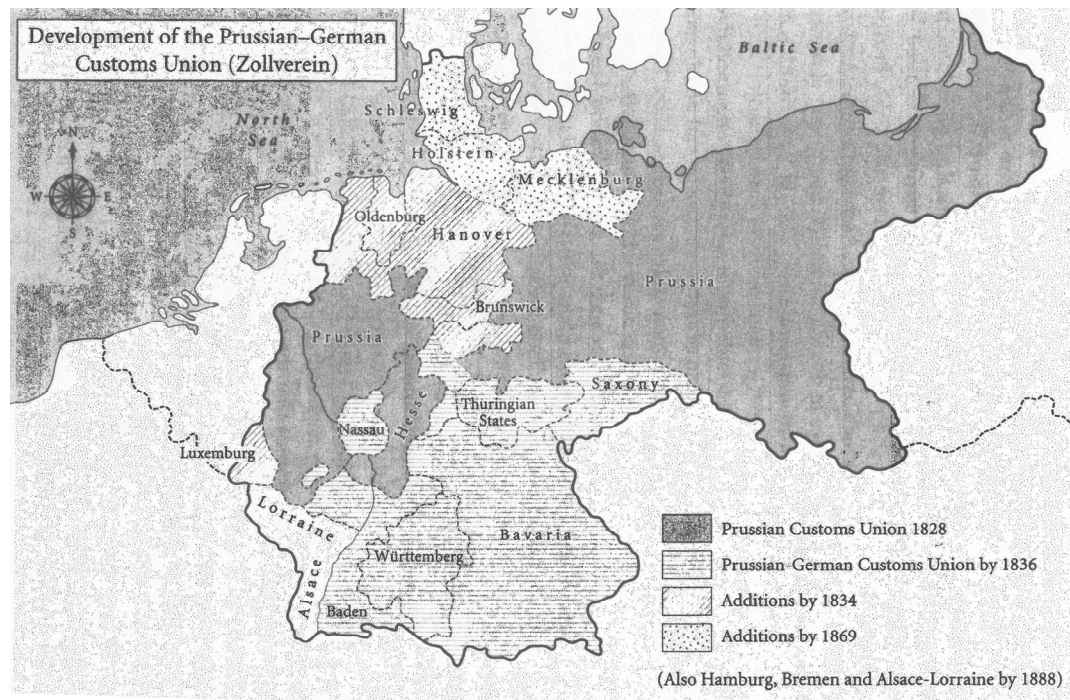 Development of the Prussian–German
Customs Union (Zollverein)
Baltic Sea
North
Sea
N
W
E
S
Schleswig
Holstein
Mecklenburg
Oldenburg
Hanover
Prussia
Brunswick
Prussia
Saxony
Hesse
Thuringian
States
Nassau
Luxemburg
Lorraine
Alsace
Württemberg
Bavaria
Baden
Prussian Customs Union 1828
Prussian-German Customs Union by 1836
Additions by 1834
Additions by 1869
(Also Hamburg, Bremen and Alsace-Lorraine by 1888)